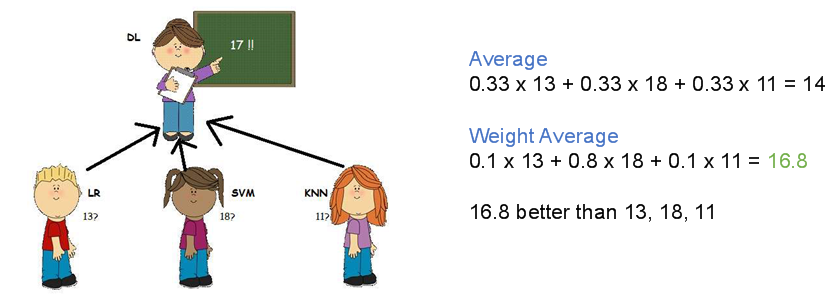 DL
17 !!
LR
13?
SVM
18?
KNN
11?
Average
0.33 x 13 + 0.33 x 18 + 0.33 x 11 = 14
Weight Average
0.1 x 13 + 0.8 x 18 + 0.1 x 11 = 16.8
16.8 better than 13, 18, 11